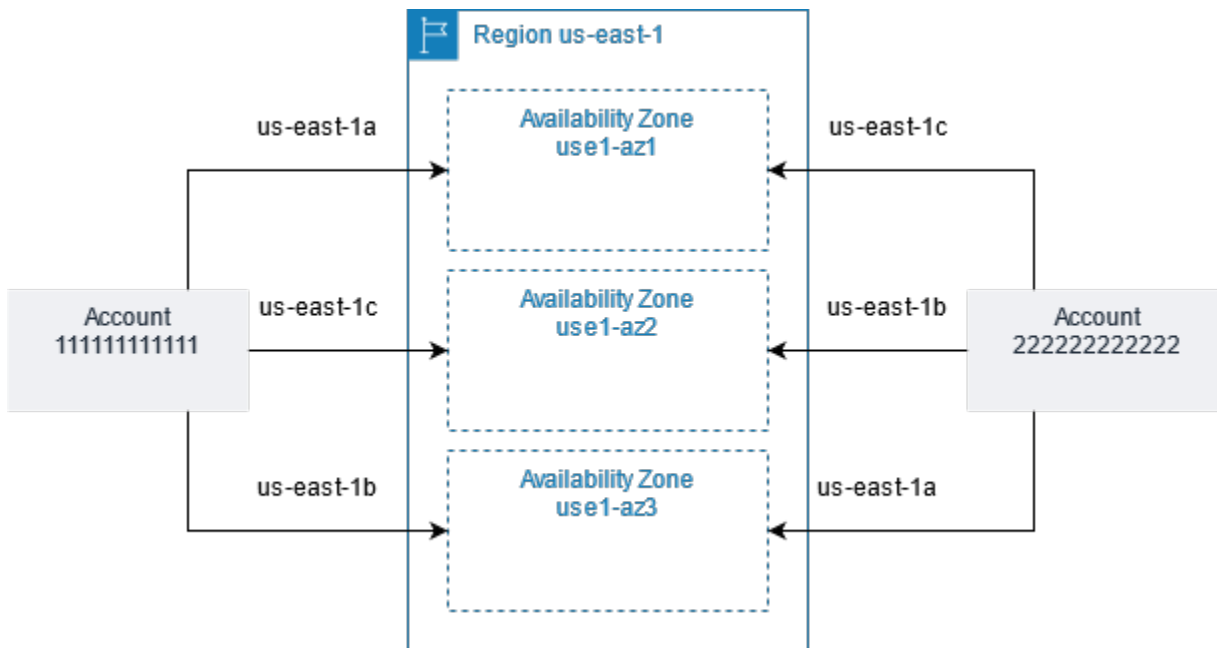 Region us-east-1
us-east-1a
Availability Zone
use1-az1
us-east-1c
Account
111111111111
us-east-1c
Availability Zone
use1-az2
us-east-1b
Account
222222222222
us-east-1b
Availability Zone
use1-az3
us-east-1a